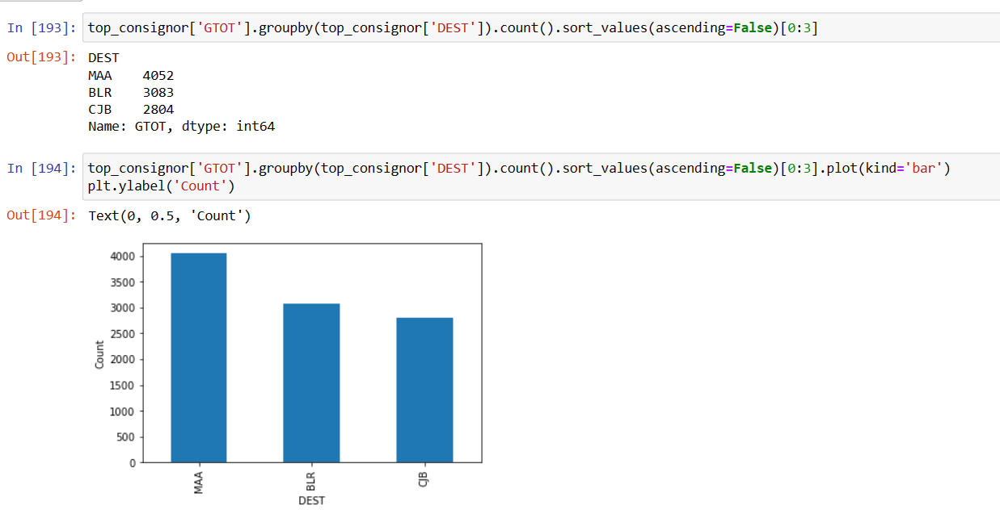 In [193]: top_consignor['GTOT'].groupby(top_consignor['DEST']).count().sort_values(ascending=False)[0:3]
Out[193]: DEST
MAA    4052
BLR    3083
CJB    2804
Name: GTOT, dtype: int64
In [194]: top_consignor['GTOT'].groupby(top_consignor['DEST']).count().sort_values(ascending=False)[0:3].plot(kind='bar')
plt.ylabel('Count')
Out[194]: Text(0, 0.5, 'Count')
4000
3500
3000
2500
2000
1500
1000
500
0
Count
MAA
BLR
CJB
DEST